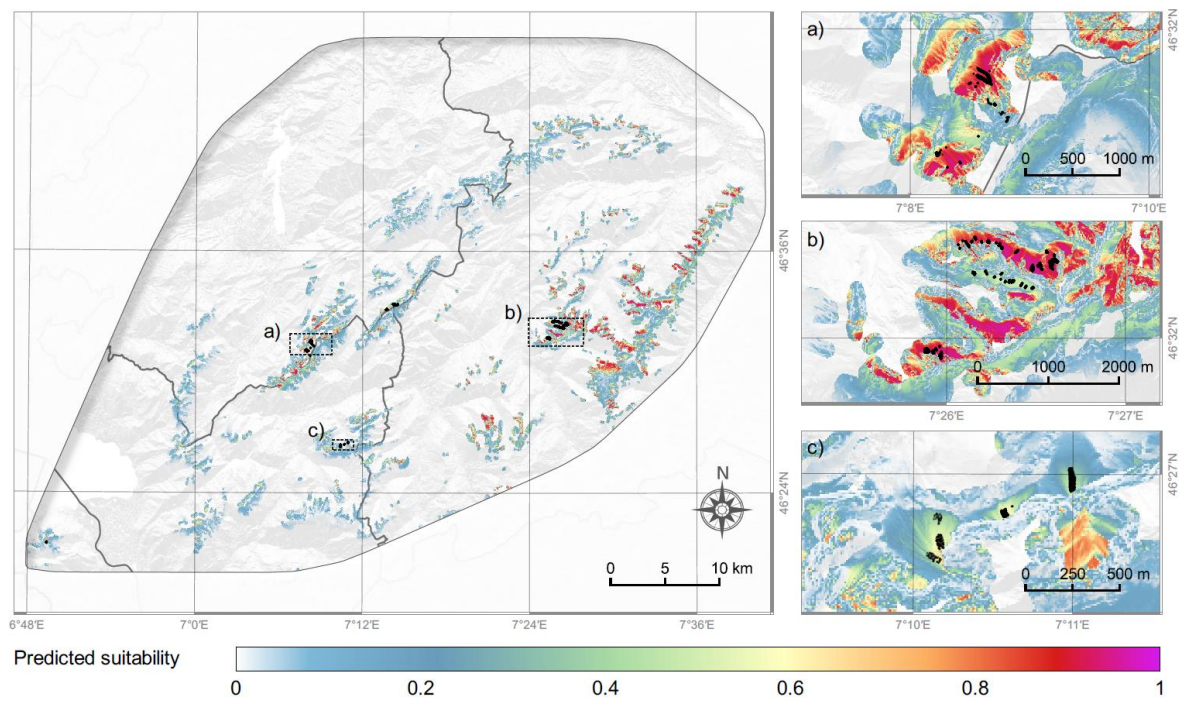 a)
b)
c)
N
0 5 10 km
46°36'N
46°24'N
6°48'E 7°0'E 7°12'E 7°24'E 7°36'E
a)
0 500 1000 m
46°32'N
7°8'E 7°10'E
b)
0 1000 2000 m
46°32'N
7°26'E 7°27'E
c)
0 250 500 m
46°27'N
7°10'E 7°11'E
Predicted suitability
0 0.2 0.4 0.6 0.8 1